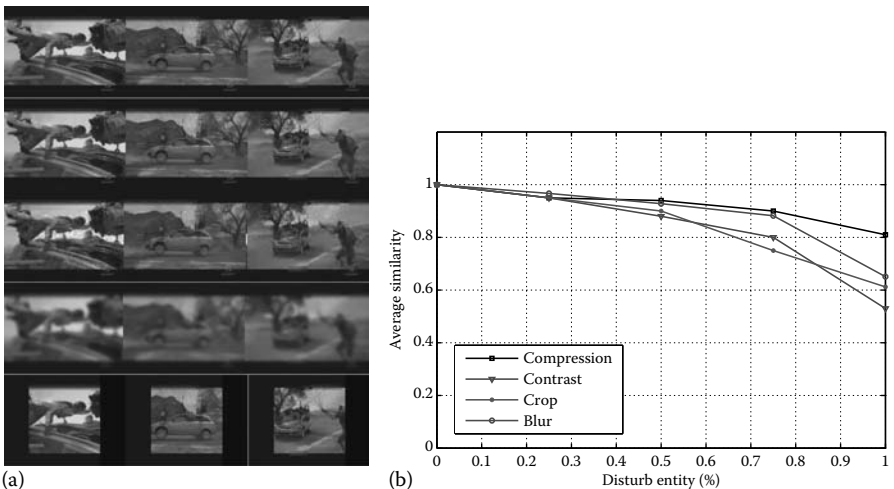 1
0.8
0.6
0.4
0.2
0
Average similarity
Compression
Contrast
Crop
Blur
0 0.1 0.2 0.3 0.4 0.5 0.6 0.7 0.8 0.9 1
Disturb entity (%)
(a)
(b)